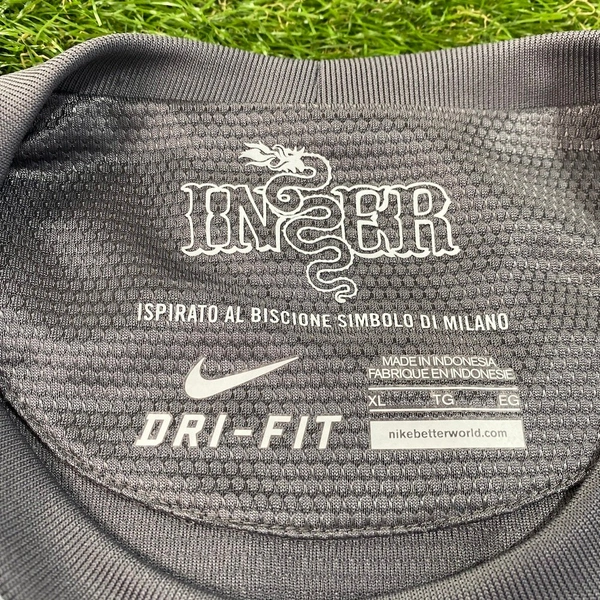 INTER
ISPIRATO AL BISCIONE SIMBOLO DI MILANO
DRI-FIT
MADE IN INDONESIA
FABRIQUE EN INDONESIE
XL TG EG
nikebetterworld.com